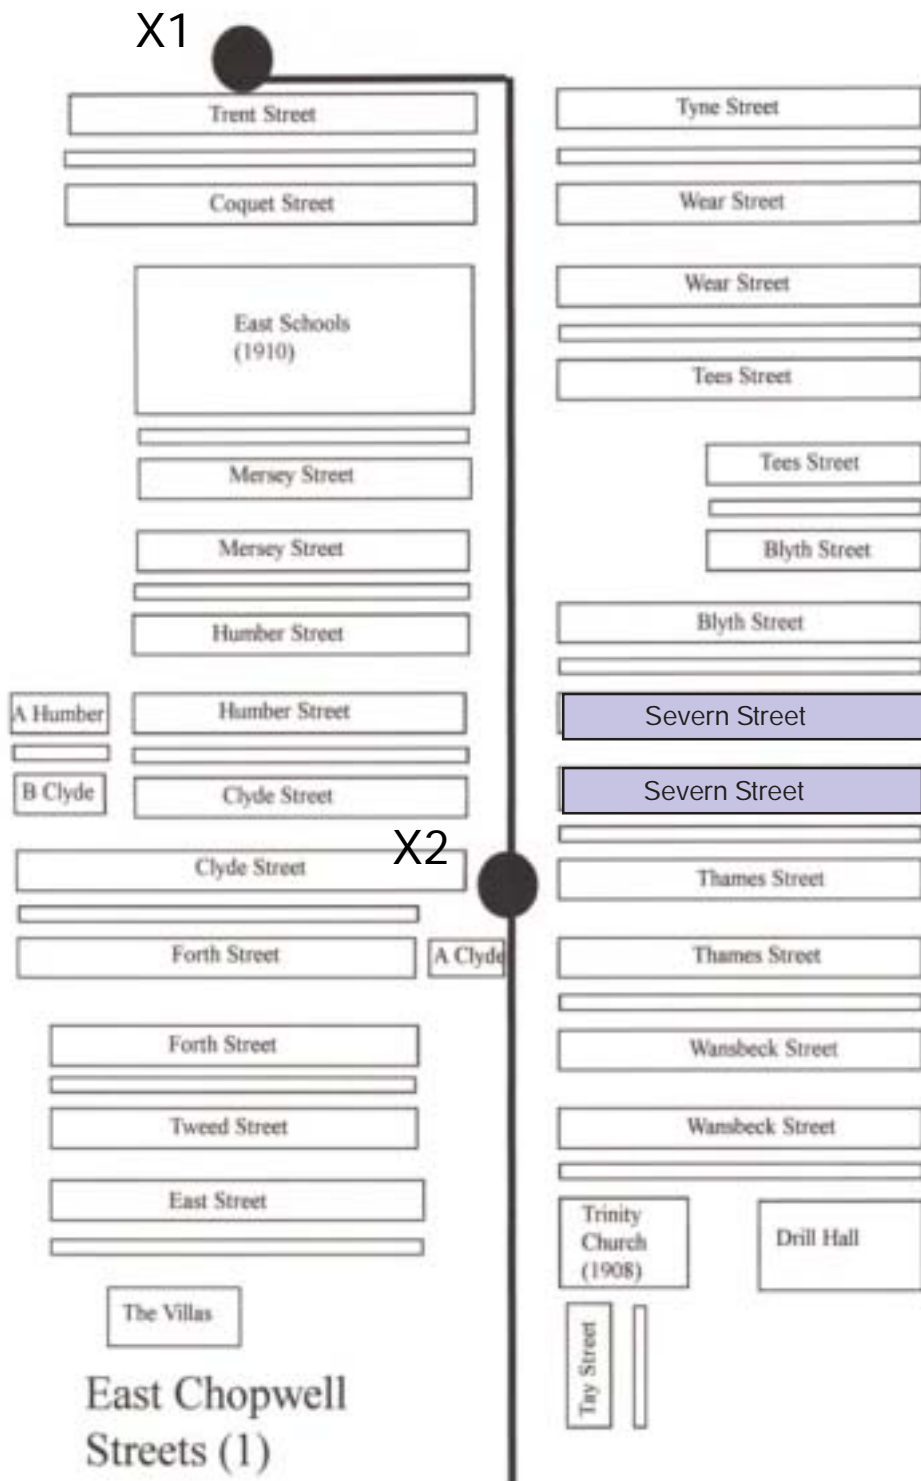 X1
Trent Street
Tyne Street
Coquet Street
Wear Street
East Schools
(1910)
Wear Street
Tees Street
Mersey Street
Tees Street
Mersey Street
Blyth Street
Humber Street
Blyth Street
A Humber
Humber Street
Severn Street
B Clyde
Clyde Street
Severn Street
X2
Clyde Street
Thames Street
Forth Street
A Clyde
Thames Street
Forth Street
Wansbeck Street
Tweed Street
Wansbeck Street
East Street
Trinity
Church
(1908)
Drill Hall
The Villas
Tay Street
East Chopwell
Streets (1)